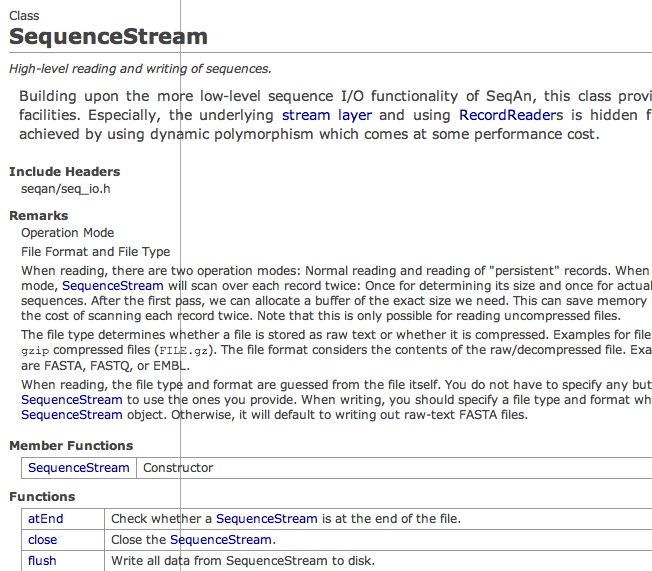 Class
SequenceStream
High-level reading and writing of sequences.
Building upon the more low-level sequence I/O functionality of SeqAn, this class provi
facilities. Especially, the underlying stream layer and using RecordReaders is hidden f
achieved by using dynamic polymorphism which comes at some performance cost.
Include Headers
seqan/seq_io.h
Remarks
Operation Mode
File Format and File Type
When reading, there are two operation modes: Normal reading and reading of "persistent" records. When
mode, SequenceStream will scan over each record twice: Once for determining its size and once for actual
sequences. After the first pass, we can allocate a buffer of the exact size we need. This can save memory
the cost of scanning each record twice. Note that this is only possible for reading uncompressed files.
The file type determines whether a file is stored as raw text or whether it is compressed. Examples for file
gzip compressed files (FILE.gz). The file format considers the contents of the raw/decompressed file. Exa
are FASTA, FASTQ, or EMBL.
When reading, the file type and format are guessed from the file itself. You do not have to specify any but
SequenceStream to use the ones you provide. When writing, you should specify a file type and format wh
SequenceStream object. Otherwise, it will default to writing out raw-text FASTA files.
Member Functions
SequenceStream Constructor
Functions
atEnd Check whether a SequenceStream is at the end of the file.
close Close the SequenceStream.
flush Write all data from SequenceStream to disk.